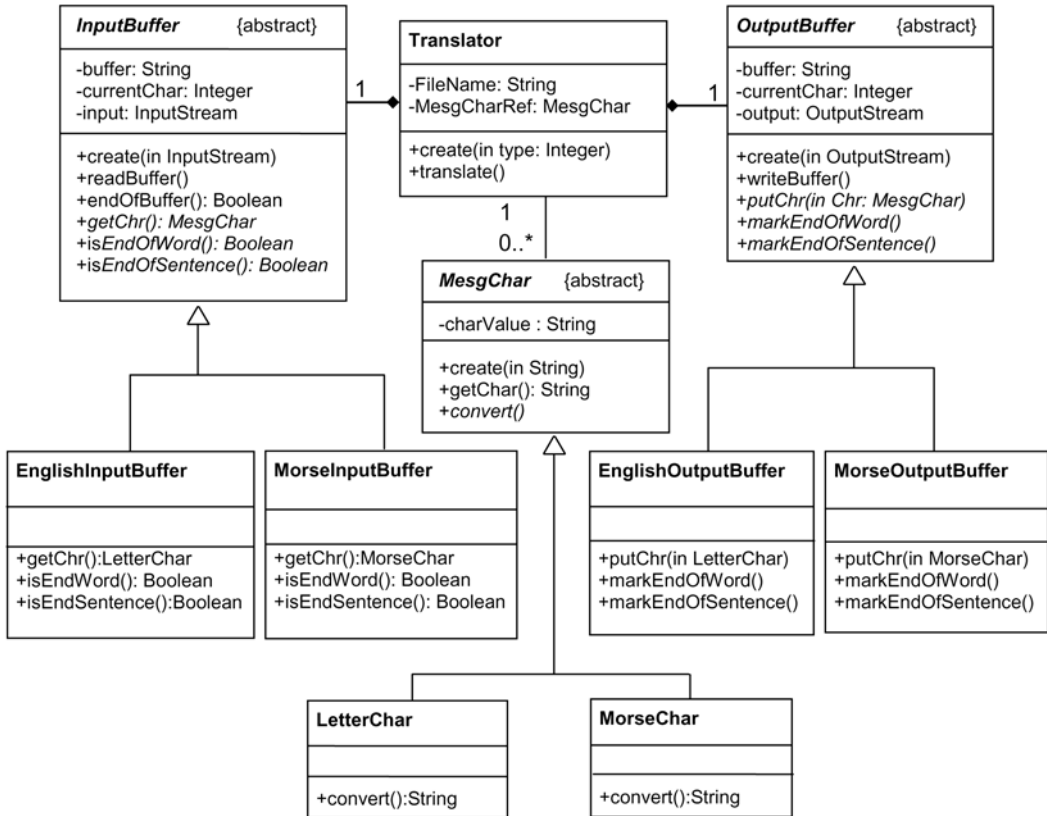 InputBuffer {abstract}
-buffer: String
-currentChar: Integer
-input: InputStream
+create(in InputStream)
+readBuffer()
+endOfBuffer(): Boolean
+getChr(): MesgChar
+isEndOfWord(): Boolean
+isEndOfSentence(): Boolean
1
Translator
-FileName: String
-MesgCharRef: MesgChar
+create(in type: Integer)
+translate()
1
OutputBuffer {abstract}
-buffer: String
-currentChar: Integer
-output: OutputStream
+create(in OutputStream)
+writeBuffer()
+putChr(in Chr: MesgChar)
+markEndOfWord()
+markEndOfSentence()
1
0..*
MesgChar {abstract}
-charValue : String
+create(in String)
+getChar(): String
+convert()
EnglishInputBuffer
+getChr():LetterChar
+isEndWord(): Boolean
+isEndSentence():Boolean
MorseInputBuffer
+getChr():MorseChar
+isEndWord(): Boolean
+isEndSentence(): Boolean
EnglishOutputBuffer
+putChr(in LetterChar)
+markEndOfWord()
+markEndOfSentence()
MorseOutputBuffer
+putChr(in MorseChar)
+markEndOfWord()
+markEndOfSentence()
LetterChar
+convert():String
MorseChar
+convert():String